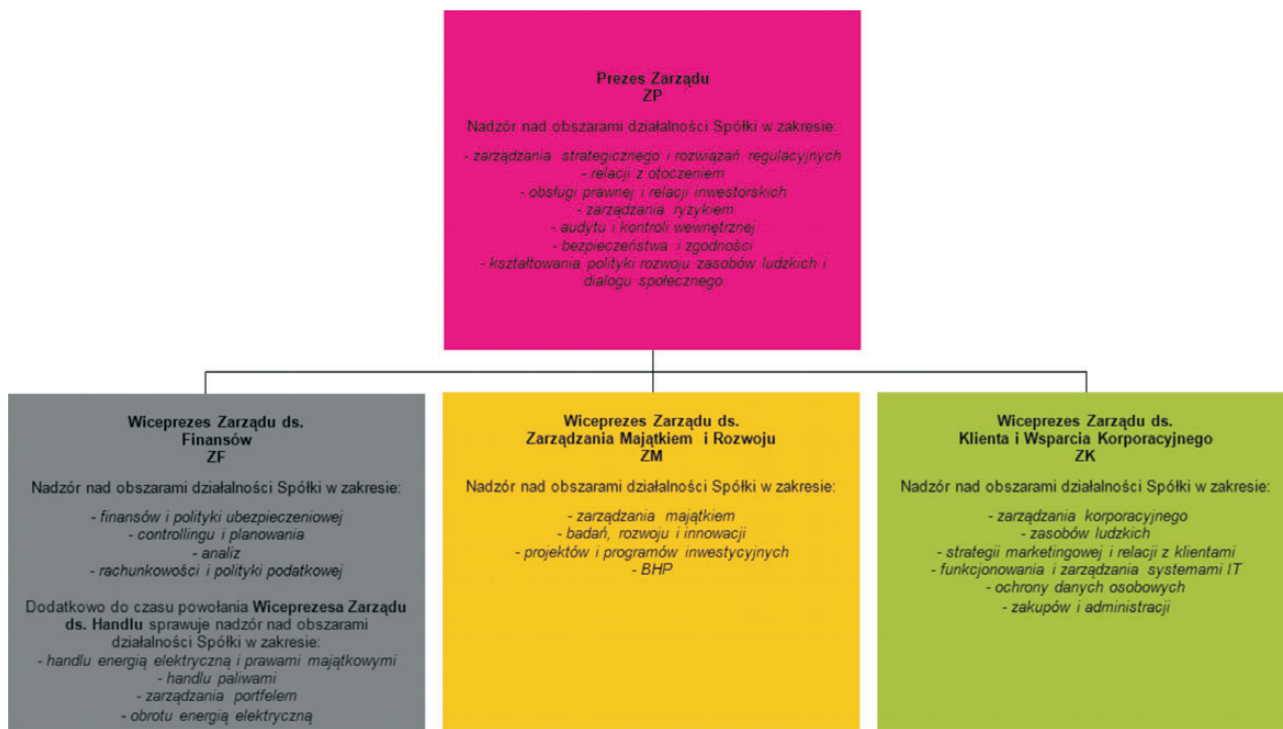 Prezes Zarządu
ZP
Nadzór nad obszarami działalności Spółki w zakresie:
- zarządzania strategicznego i rozwiązań regulacyjnych
- relacji z otoczeniem
- obsługi prawnej i relacji inwestorskich
- zarządzania ryzykiem
- audytu i kontroli wewnętrznej
- bezpieczeństwa i zgodności
- kształtowania polityki rozwoju zasobów ludzkich i
dialogu społecznego
Wiceprezes Zarządu ds.
Finansów
ZF
Nadzór nad obszarami działalności Spółki w zakresie:
- finansów i polityki ubezpieczeniowej
- controllingu i planowania
- analiz
- rachunkowości i polityki podatkowej
Dodatkowo do czasu powołania Wiceprezesa Zarządu
ds. Handlu sprawuje nadzór nad obszarami
działalności Spółki w zakresie:
- handlu energią elektryczną i prawami majątkowymi
- handlu paliwami
- zarządzania portfelem
- obrotu energią elektryczną
Wiceprezes Zarządu ds.
Zarządzania Majątkiem i Rozwoju
ZM
Nadzór nad obszarami działalności Spółki w zakresie:
- zarządzania majątkiem
- badań, rozwoju i innowacji
- projektów i programów inwestycyjnych
- BHP
Wiceprezes Zarządu ds.
Klienta i Wsparcia Korporacyjnego
ZK
Nadzór nad obszarami działalności Spółki w zakresie:
- zarządzania korporacyjnego
- zasobów ludzkich
- strategii marketingowej i relacji z klientami
- funkcjonowania i zarządzania systemami IT
- ochrony danych osobowych
- zakupów i administracji